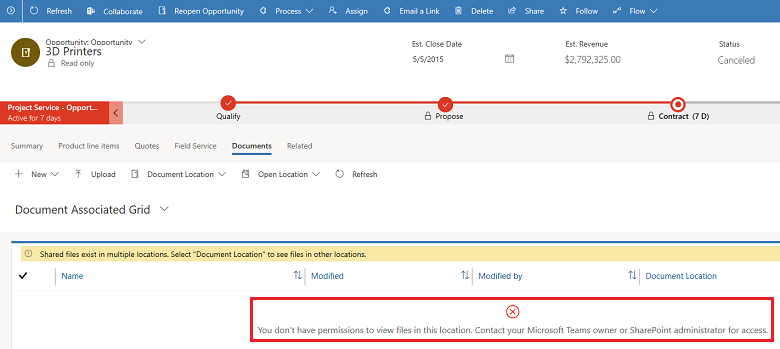 Refresh Collaborate Reopen Opportunity Process Assign Email a Link Delete Share Follow Flow
Opportunity: Opportunity
3D Printers
Read only
Est. Close Date
5/5/2015
Est. Revenue
$2,792,325.00
Status
Canceled
Project Service - Opport...
Active for 7 days
Qualify
Propose
Contract (7 D)
Summary Product line items Quotes Field Service Documents Related
New Upload Document Location Open Location Refresh
Document Associated Grid
Shared files exist in multiple locations. Select "Document Location" to see files in other locations.
Name Modified Modified by Document Location
You don't have permissions to view files in this location. Contact your Microsoft Teams owner or SharePoint administrator for access.